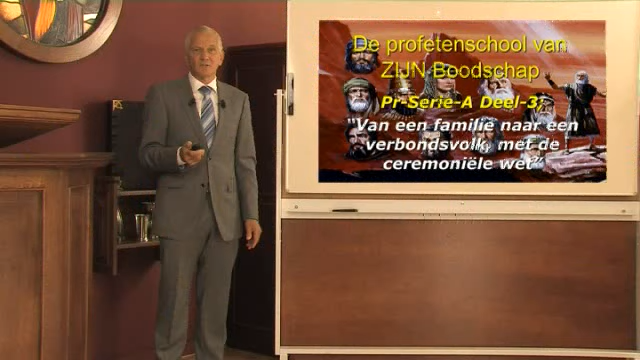 De profetenschool van
ZIJN Boodschap
Pr-Serie-A Deel-3;
"Van een familie naar een
verbondsvolk, met de
ceremoniële wet"